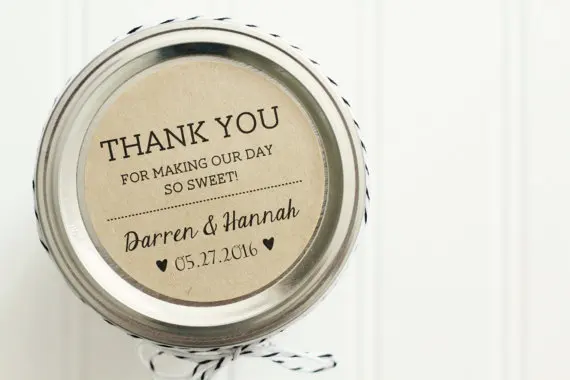 THANK YOU
FOR MAKING OUR DAY
SO SWEET!
Darren & Hannah
♥ 05.27.2016 ♥